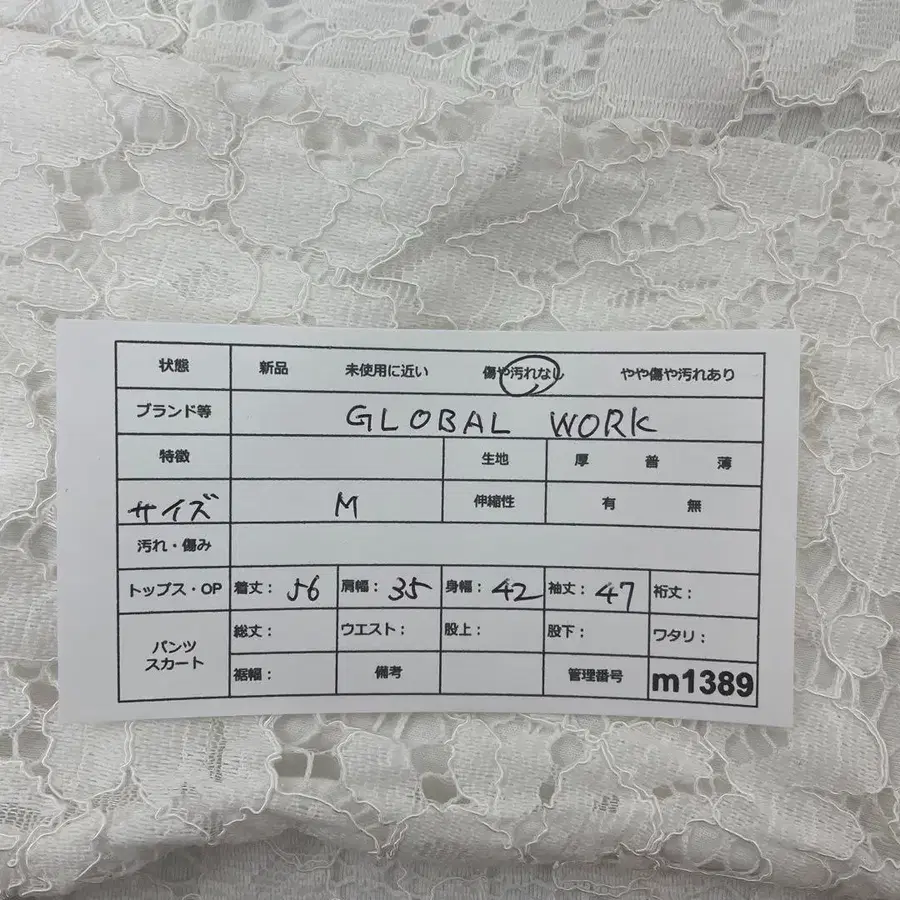 状態 新品 未使用に近い 傷や汚れなし やや傷や汚れあり
ブランド等 GLOBAL WORK
特徴 生地 厚 普 薄
サイズ M 伸縮性 有 無
汚れ・傷み
トップス・OP 着丈: 56 肩幅: 35 身幅: 42 袖丈: 47 裄丈:
パンツ スカート 総丈: ウエスト: 股上: 股下: ワタリ:
裾幅: 備考 管理番号 m1389